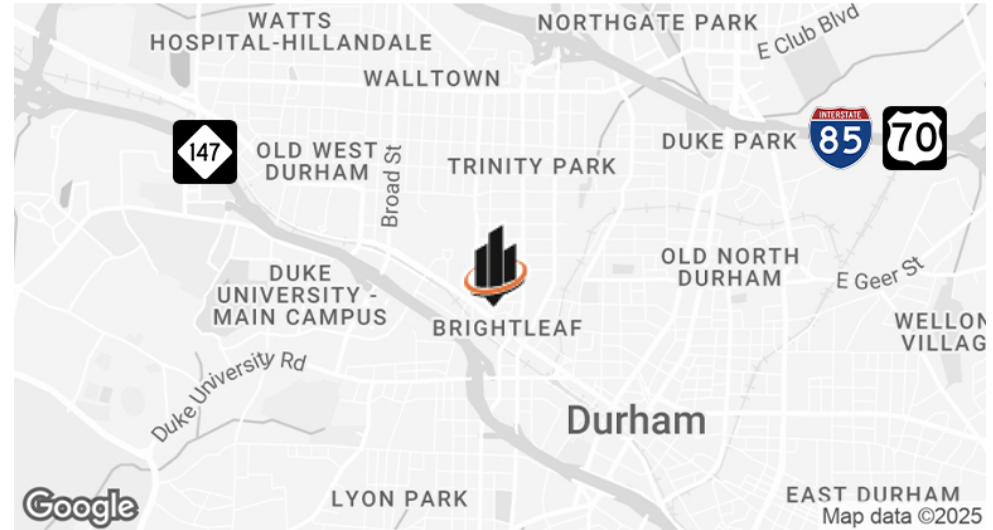 WATTS
HOSPITAL-HILLANDALE
NORTHGATE PARK
E Club Blvd
WALLTOWN
INTERSTATE
85
70
147
OLD WEST
DURHAM
Broad St
TRINITY PARK
DUKE PARK
DUKE
UNIVERSITY -
MAIN CAMPUS
OLD NORTH
DURHAM
E Geer St
BRIGHTLEAF
WELLON
VILLAG
Duke University Rd
Durham
LYON PARK
EAST DURHAM
Google
Map data ©2025